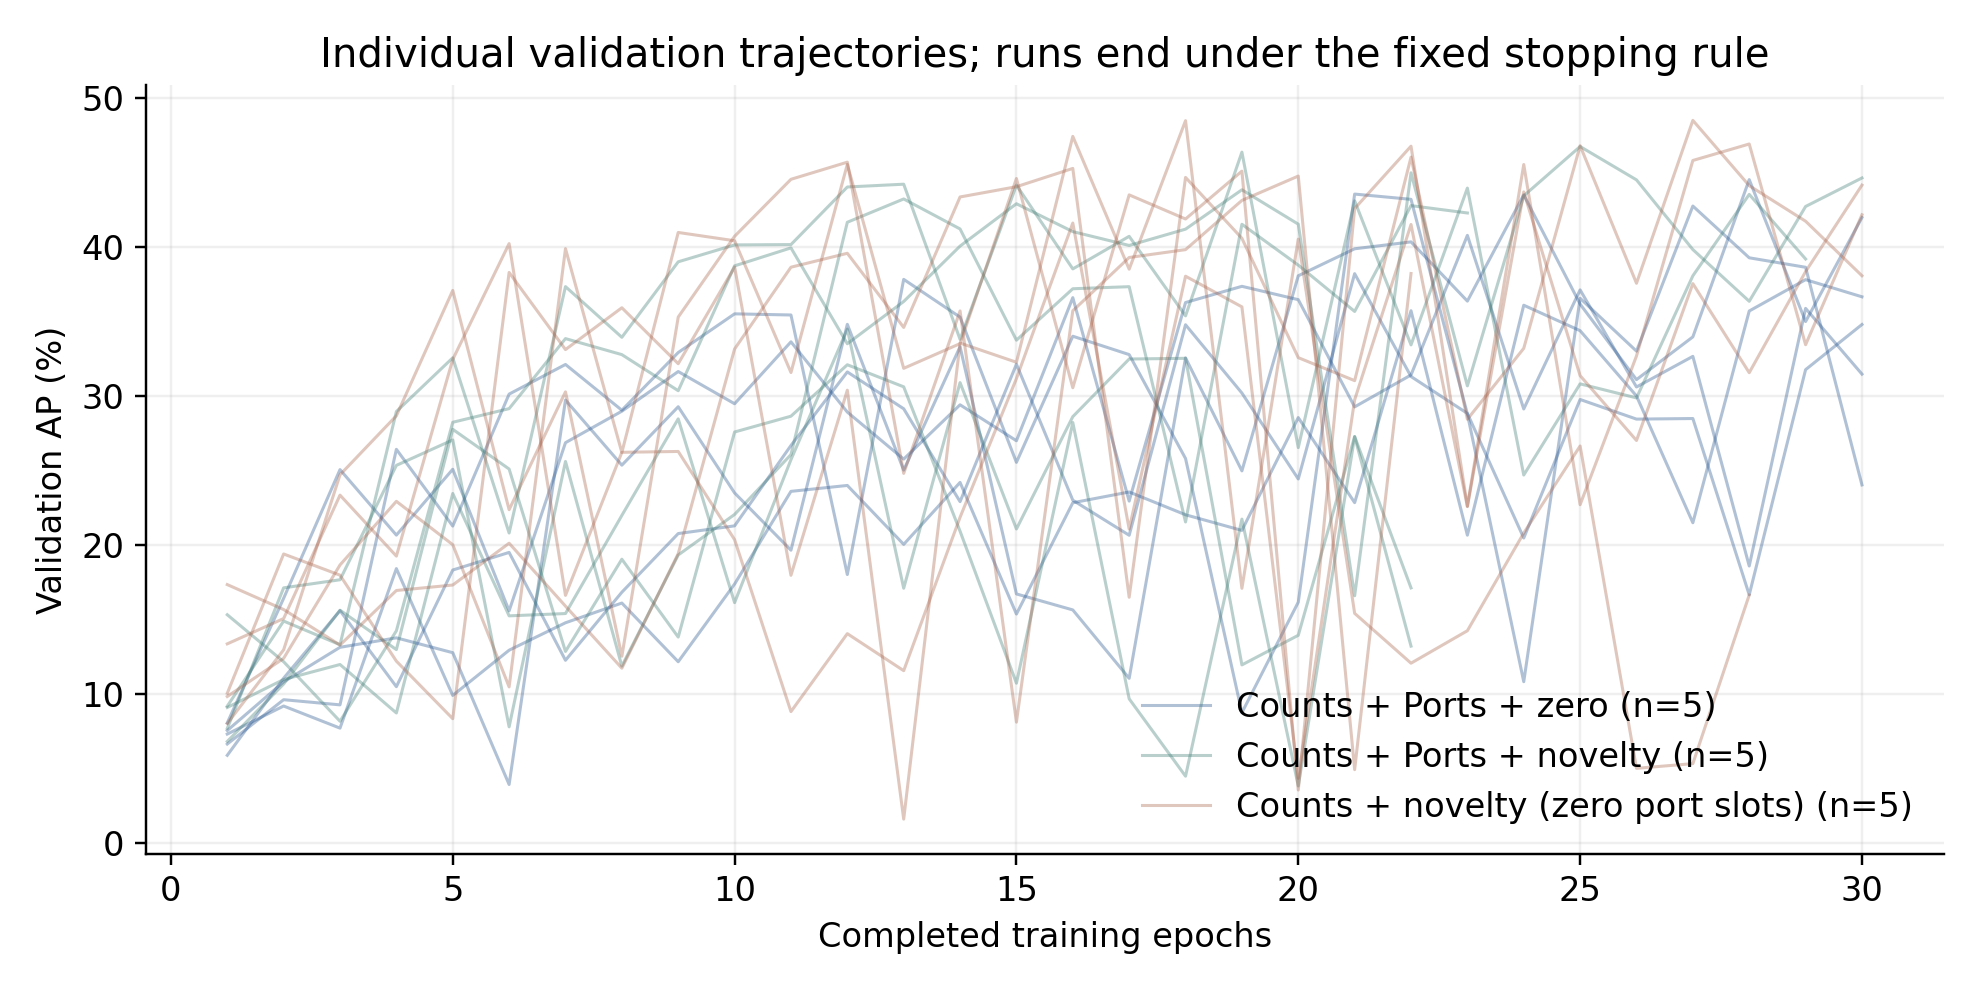 Individual validation trajectories; runs end under the fixed stopping rule
50
40
30
20
10
0
Validation AP (%)
Counts + Ports + zero (n=5)
Counts + Ports + novelty (n=5)
Counts + novelty (zero port slots) (n=5)
0 5 10 15 20 25 30
Completed training epochs